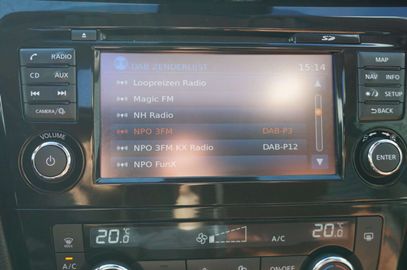 RADIO
CD AUX
CAMERA/
VOLUME
DAB ZENDERLIJST 15:14
Loopreizen Radio
Magic FM
NH Radio
NPO 3FM DAB-P3
NPO 3FM KX Radio DAB-P12
NPO FunX
SD
MAP
NAV INFO
SETUP
BACK
ENTER
20.0°C
A/C
20.0°C
A/C